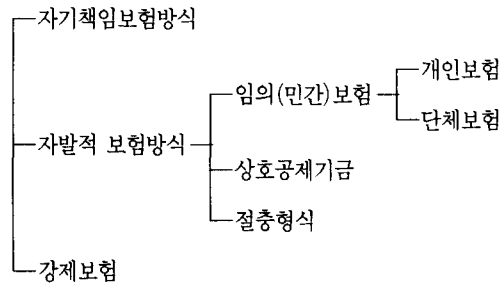 자기책임보험방식
개인보험
임의(민간)보험
단체보험
자발적 보험방식
상호공제기금
절충형식
강제보험